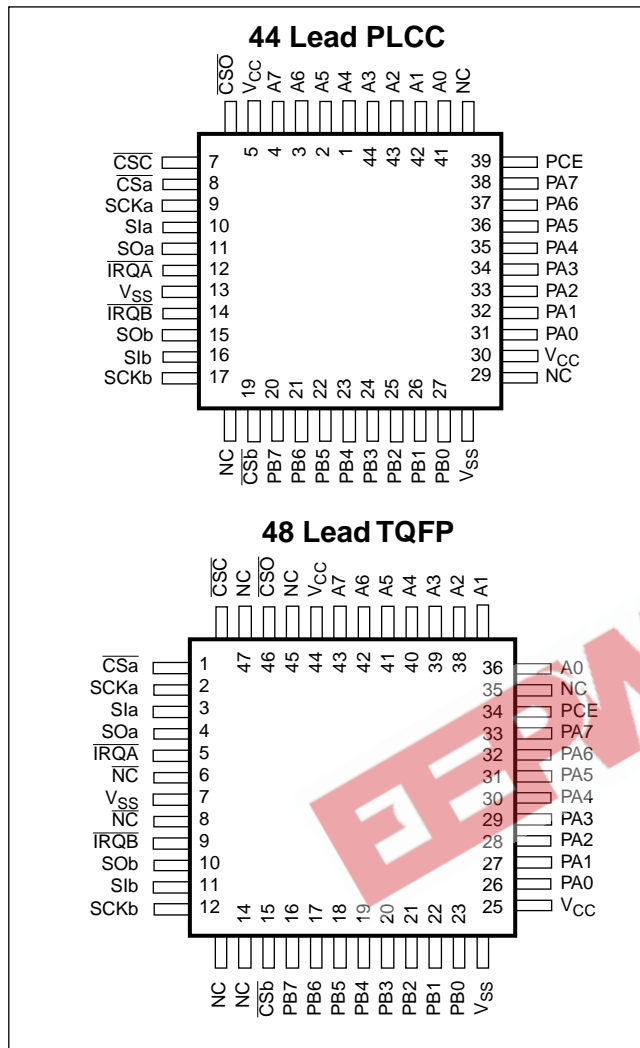 44 Lead PLCC
CSO VCC A7 A6 A5 A4 A3 A2 A1 A0 NC
5 4 3 2 1 44 43 42 41
CSC 7 39 PCE
CSa 8 38 PA7
SCKa 9 37 PA6
SIa 10 36 PA5
SOa 11 35 PA4
IRQA 12 34 PA3
VSS 13 33 PA2
IRQB 14 32 PA1
SOb 15 31 PA0
SIb 16 30 VCC
SCKb 17 29 NC
19 20 21 22 23 24 25 26 27
NC CSb PB7 PB6 PB5 PB4 PB3 PB2 PB1 PB0 VSS
48 Lead TQFP
CSC NC CSO NC VCC A7 A6 A5 A4 A3 A2 A1
47 46 45 44 43 42 41 40 39 38
CSa 1 36 A0
SCKa 2 35 NC
SIa 3 34 PCE
SOa 4 33 PA7
IRQA 5 32 PA6
NC 6 31 PA5
VSS 7 30 PA4
NC 8 29 PA3
IRQB 9 28 PA2
SOb 10 27 PA1
SIb 11 26 PA0
SCKb 12 25 VCC
14 15 16 17 18 19 20 21 22 23
NC NC CSb PB7 PB6 PB5 PB4 PB3 PB2 PB1 PB0 VSS